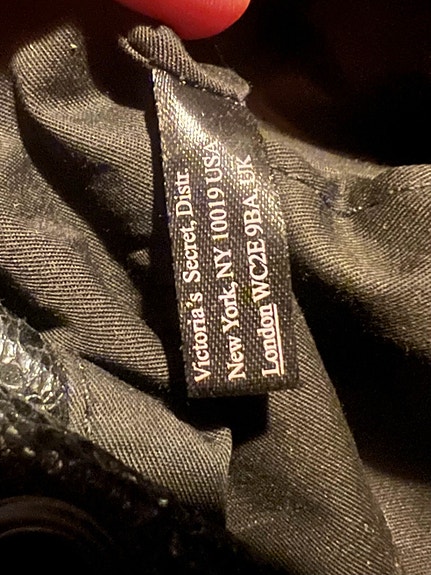 Victoria's Secret, Distr.
New York, NY 10019 USA
London WC2E 9BA, UK